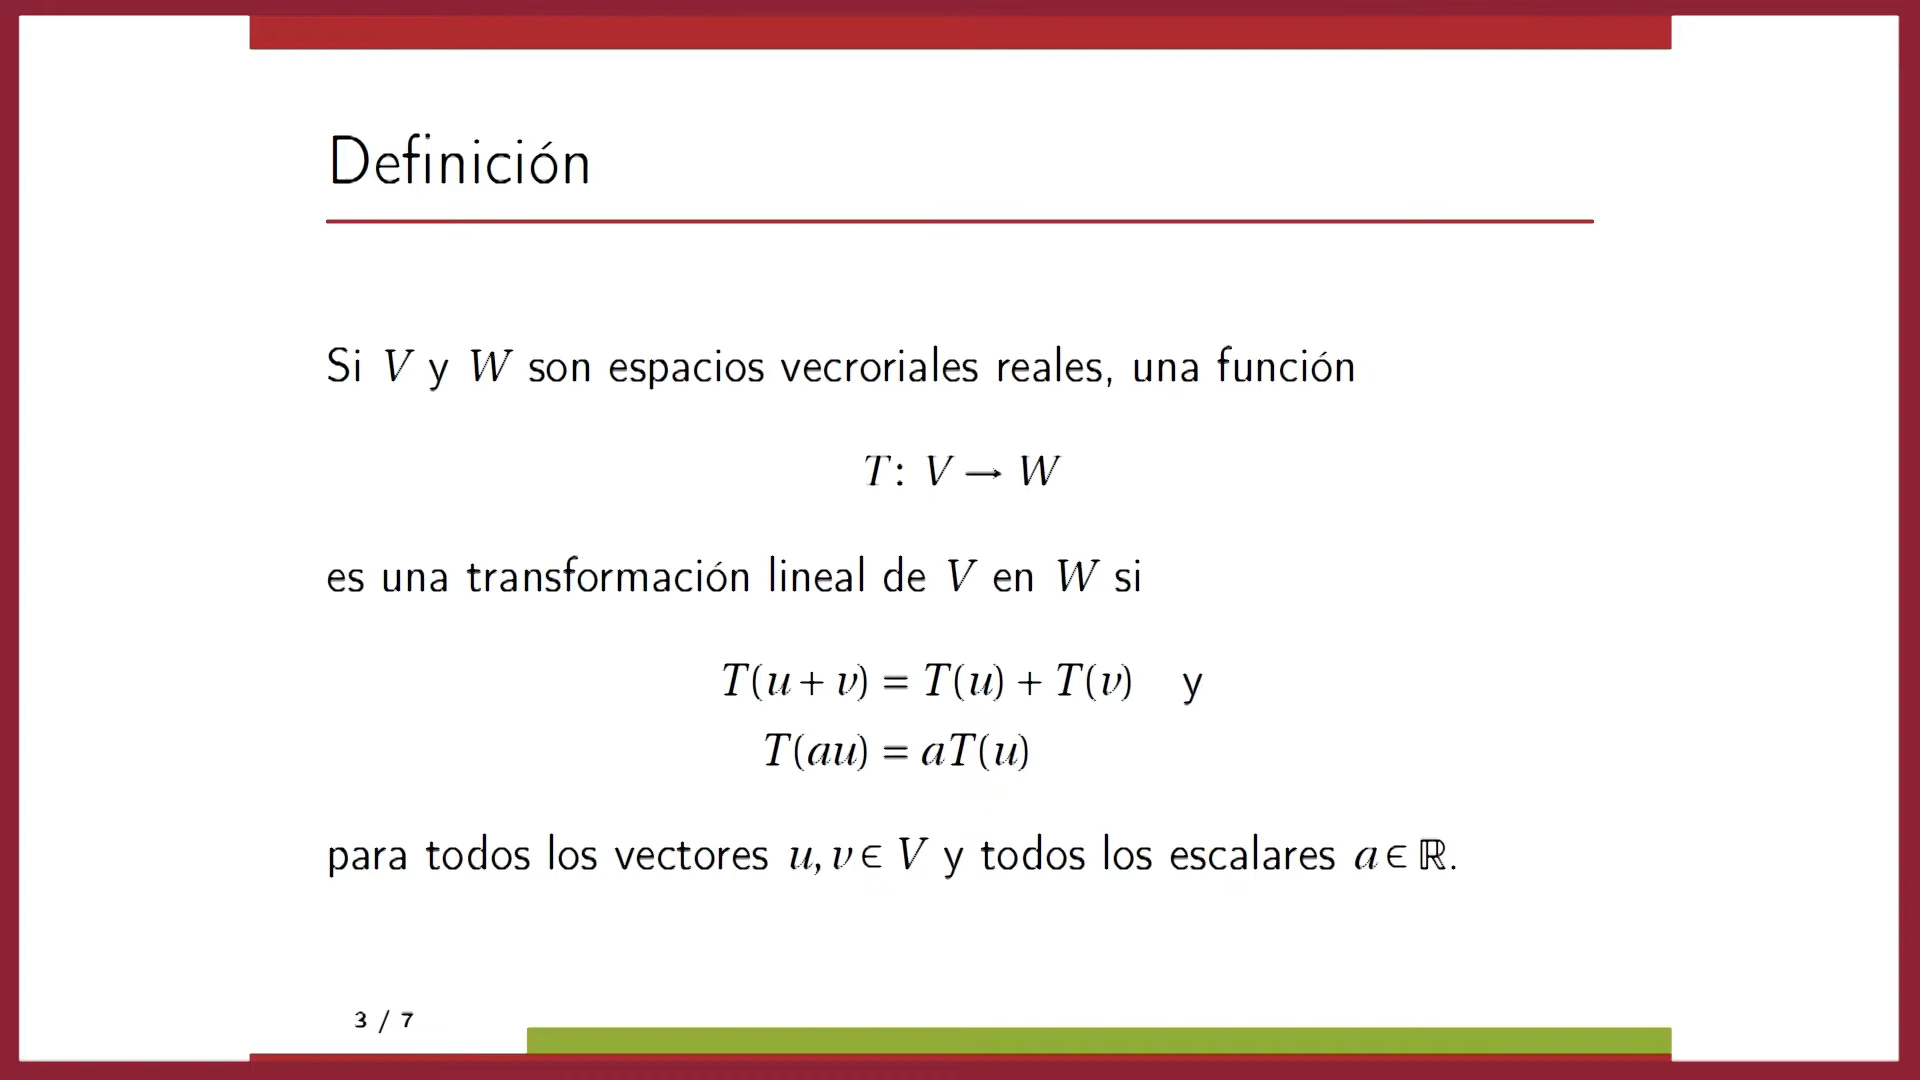 Definición
Si V y W son espacios vecroriales reales, una función
T: V → W
es una transformación lineal de V en W si
T(u + v) = T(u) + T(v) y
T(au) = aT(u)
para todos los vectores u, v ∈ V y todos los escalares a ∈ ℝ.
3 / 7